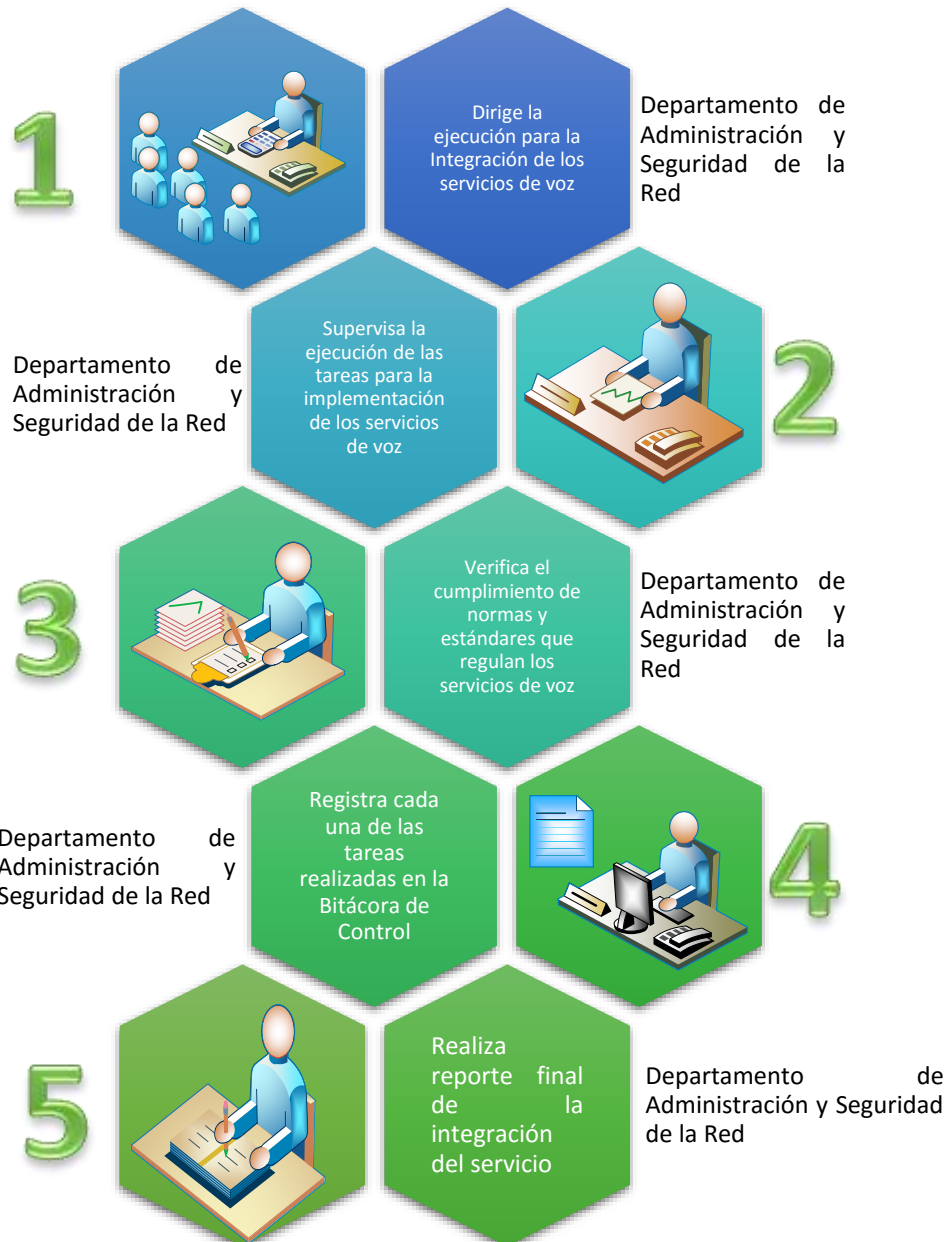 1
Dirige la
ejecución para la
Integración de los
servicios de voz
Departamento de
Administración y
Seguridad de la
Red
Departamento de
Administración y
Seguridad de la Red
Supervisa la
ejecución de las
tareas para la
implementación
de los servicios
de voz
2
3
Verifica el
cumplimiento de
normas y
estándares que
regulan los
servicios de voz
Departamento de
Administración y
Seguridad de la
Red
Departamento de
Administración y
Seguridad de la Red
Registra cada
una de las
tareas
realizadas en la
Bitácora de
Control
4
5
Realiza
reporte final
de la
integración
del servicio
Departamento de
Administración y Seguridad
de la Red